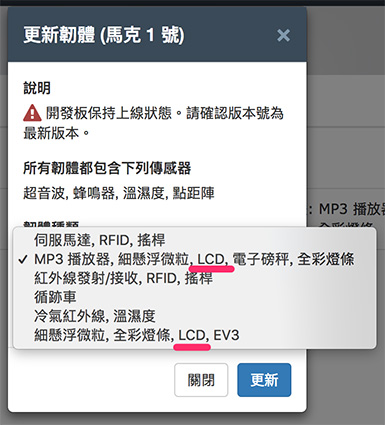 更新韌體 (馬克 1 號)
×
說明
開發板保持上線狀態。請確認版本號為
最新版本。
所有韌體都包含下列傳感器
超音波, 蜂鳴器, 溫濕度, 點距陣
韌體種類
: MP3 播放器
伺服馬達, RFID, 搖桿
✓ MP3 播放器, 細懸浮微粒, LCD, 電子磅秤, 全彩燈條
紅外線發射/接收, RFID, 搖桿
循跡車
冷氣紅外線, 溫濕度
細懸浮微粒, 全彩燈條, LCD, EV3
關閉
更新